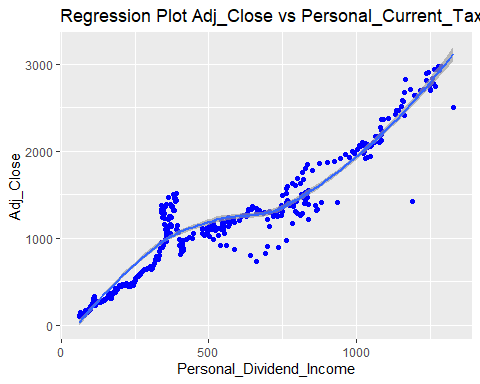 Regression Plot Adj_Close vs Personal_Current_Tax
3000
2000
1000
0
Adj_Close
0
500
1000
Personal_Dividend_Income